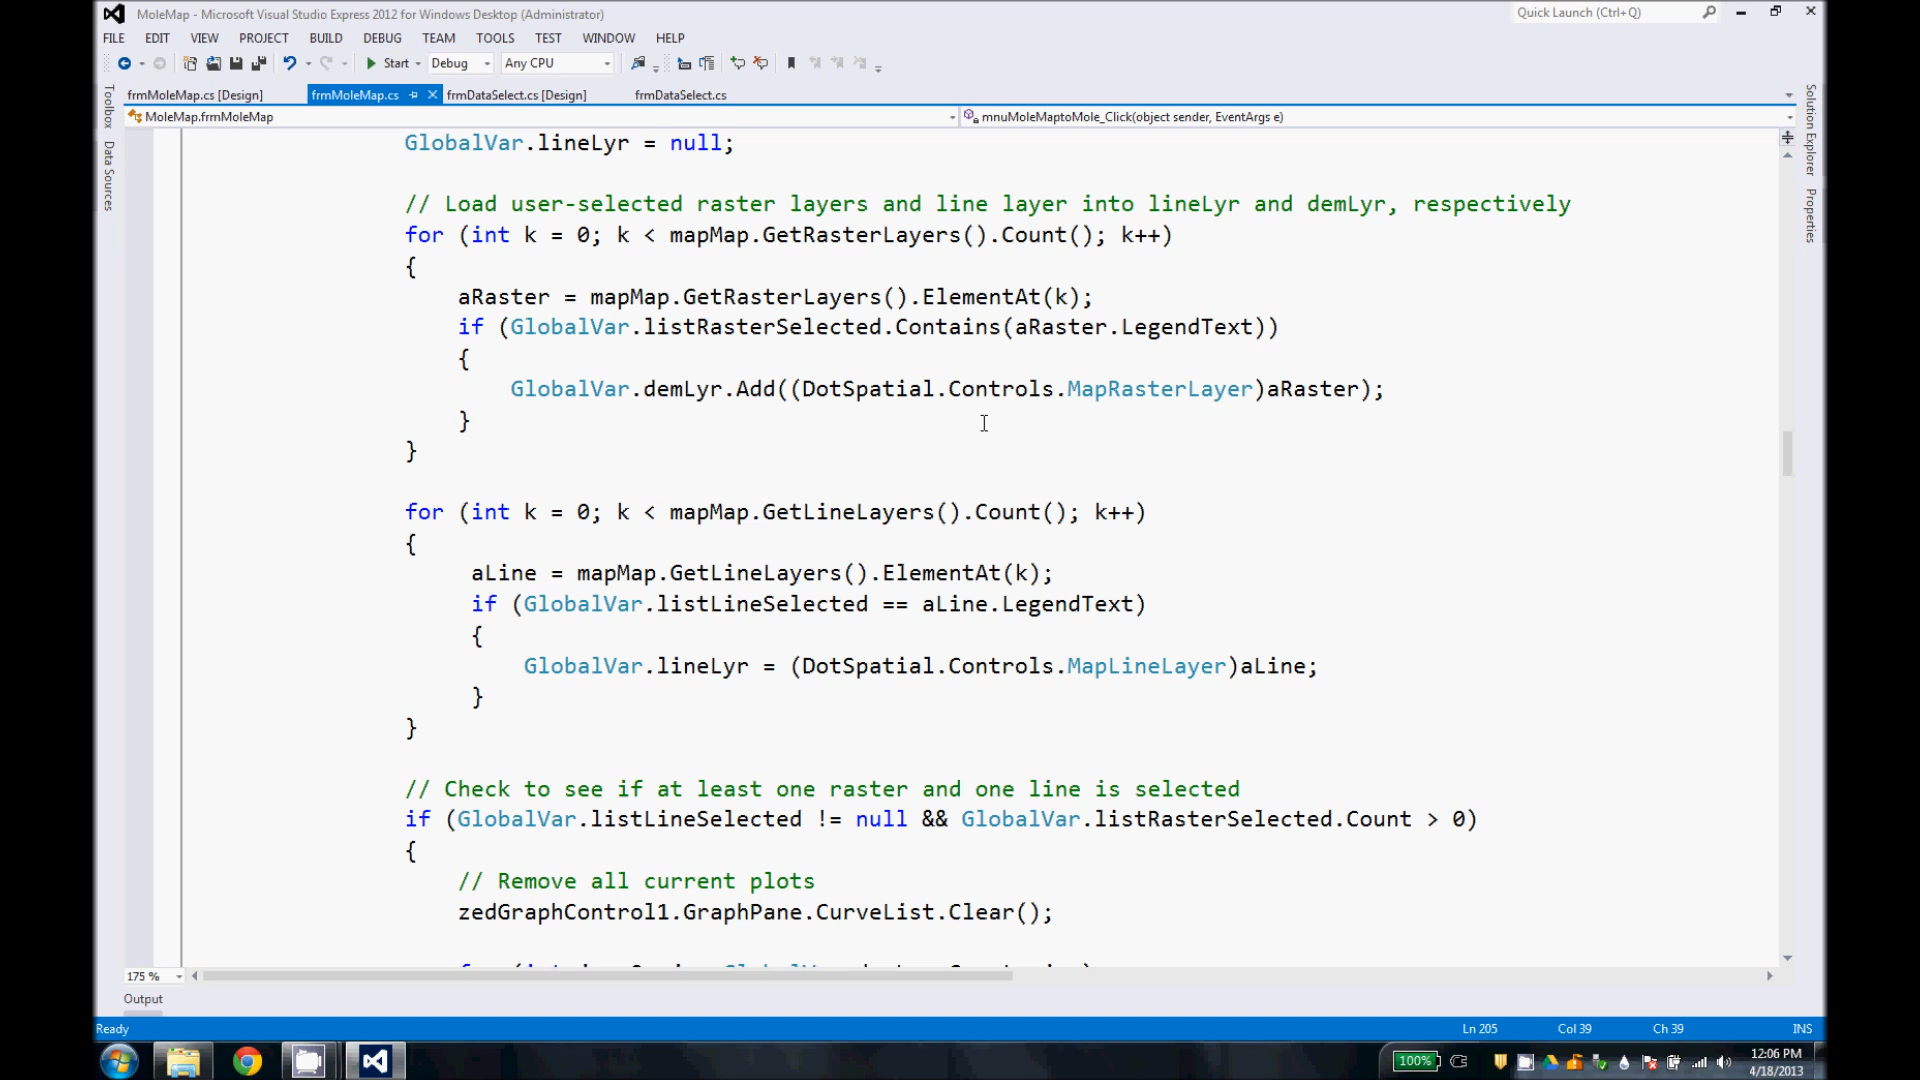 MoleMap - Microsoft Visual Studio Express 2012 for Windows Desktop (Administrator)
Quick Launch (Ctrl+Q)
FILE EDIT VIEW PROJECT BUILD DEBUG TEAM TOOLS TEST WINDOW HELP
Start Debug Any CPU
frmMoleMap.cs [Design] frmMoleMap.cs frmDataSelect.cs [Design] frmDataSelect.cs
MoleMap.frmMoleMap mnuMoleMaptoMole_Click(object sender, EventArgs e)
Toolbox
Data Sources
Solution Explorer
Properties
GlobalVar.lineLyr = null;
// Load user-selected raster layers and line layer into lineLyr and demLyr, respectively
for (int k = 0; k < mapMap.GetRasterLayers().Count(); k++)
{
aRaster = mapMap.GetRasterLayers().ElementAt(k);
if (GlobalVar.listRasterSelected.Contains(aRaster.LegendText))
{
GlobalVar.demLyr.Add((DotSpatial.Controls.MapRasterLayer)aRaster);
}
}
for (int k = 0; k < mapMap.GetLineLayers().Count(); k++)
{
aLine = mapMap.GetLineLayers().ElementAt(k);
if (GlobalVar.listLineSelected == aLine.LegendText)
{
GlobalVar.lineLyr = (DotSpatial.Controls.MapLineLayer)aLine;
}
}
// Check to see if at least one raster and one line is selected
if (GlobalVar.listLineSelected != null && GlobalVar.listRasterSelected.Count > 0)
{
// Remove all current plots
zedGraphControl1.GraphPane.CurveList.Clear();
175 %
Output
Ready Ln 205 Col 39 Ch 39 INS
100% 12:06 PM
4/18/2013